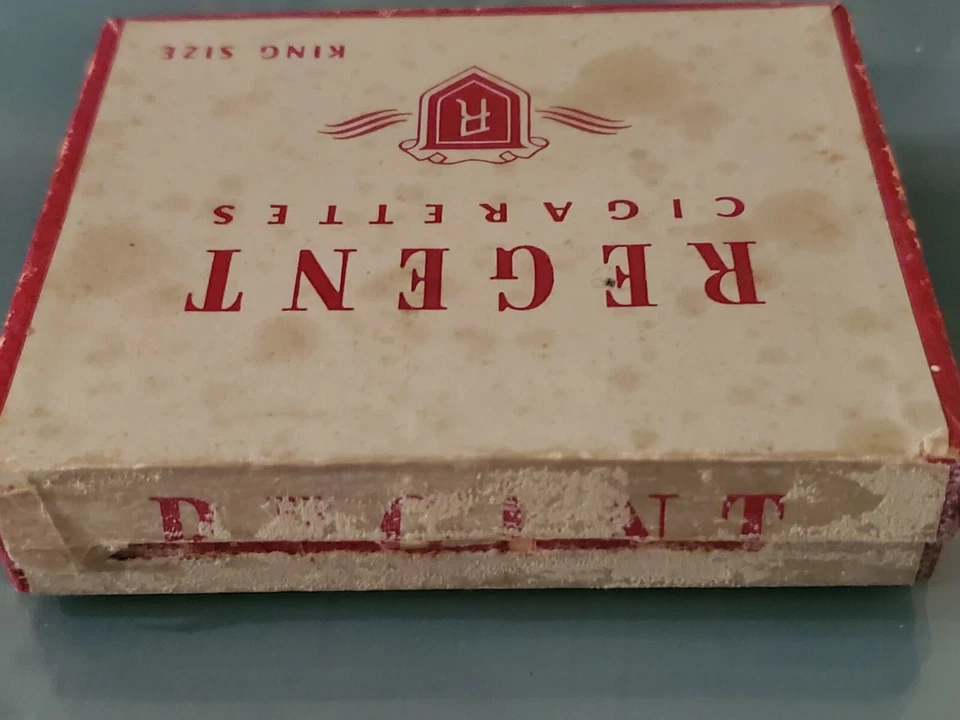 REGENT
CIGARETTES
R
KING SIZE
REGENT